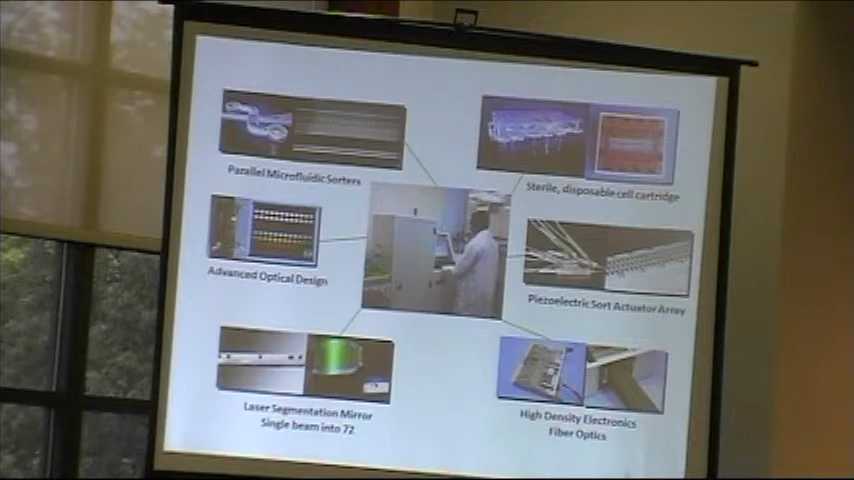 Parallel Microfluidic Sorters
Sterile, disposable cell cartridge
Advanced Optical Design
Piezoelectric Sort Actuator Array
Laser Segmentation Mirror
Single beam into 72
High Density Electronics
Fiber Optics